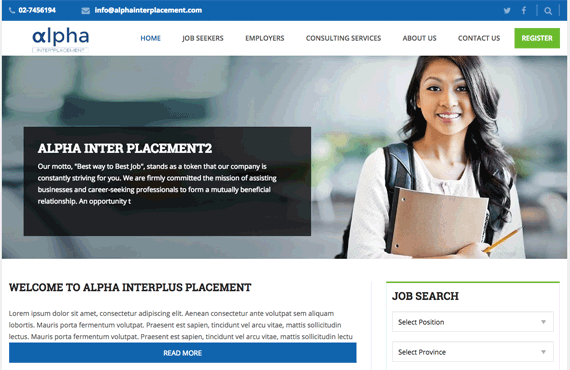 02-7456194 info@alphainterplacement.com
αlpha
INTERPLACEMENT
HOME JOB SEEKERS EMPLOYERS CONSULTING SERVICES ABOUT US CONTACT US REGISTER
ALPHA INTER PLACEMENT2
Our motto, "Best way to Best Job", stands as a token that our company is
constantly striving for you. We are firmly committed the mission of assisting
businesses and career-seeking professionals to form a mutually beneficial
relationship. An opportunity t
WELCOME TO ALPHA INTERPLUS PLACEMENT
Lorem ipsum dolor sit amet, consectetur adipiscing elit. Aenean consectetur ante volutpat sem aliquam
lobortis. Mauris porta fermentum volutpat. Praesent est sapien, tincidunt vel arcu vitae, mattis sollicitudin
lectus. Mauris porta fermentum volutpat. Praesent est sapien, tincidunt vel arcu vitae, mattis sollicitudin lectu
READ MORE
JOB SEARCH
Select Position
Select Province